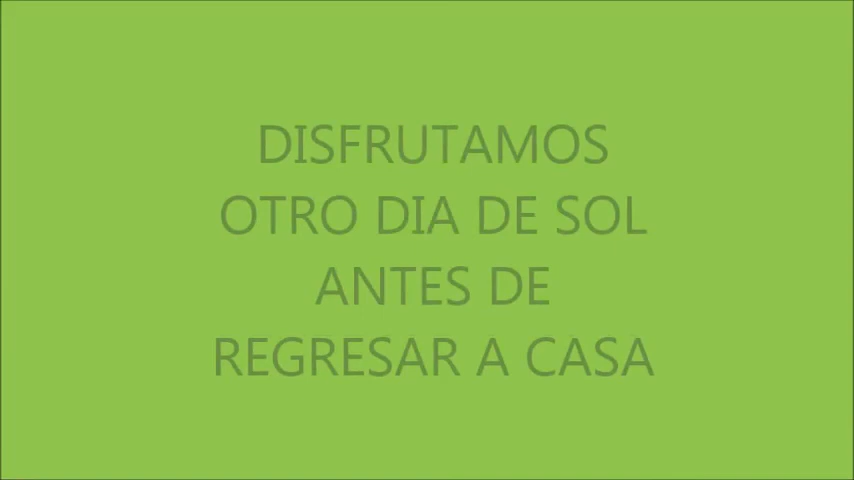 DISFRUTAMOS
OTRO DIA DE SOL
ANTES DE
REGRESAR A CASA